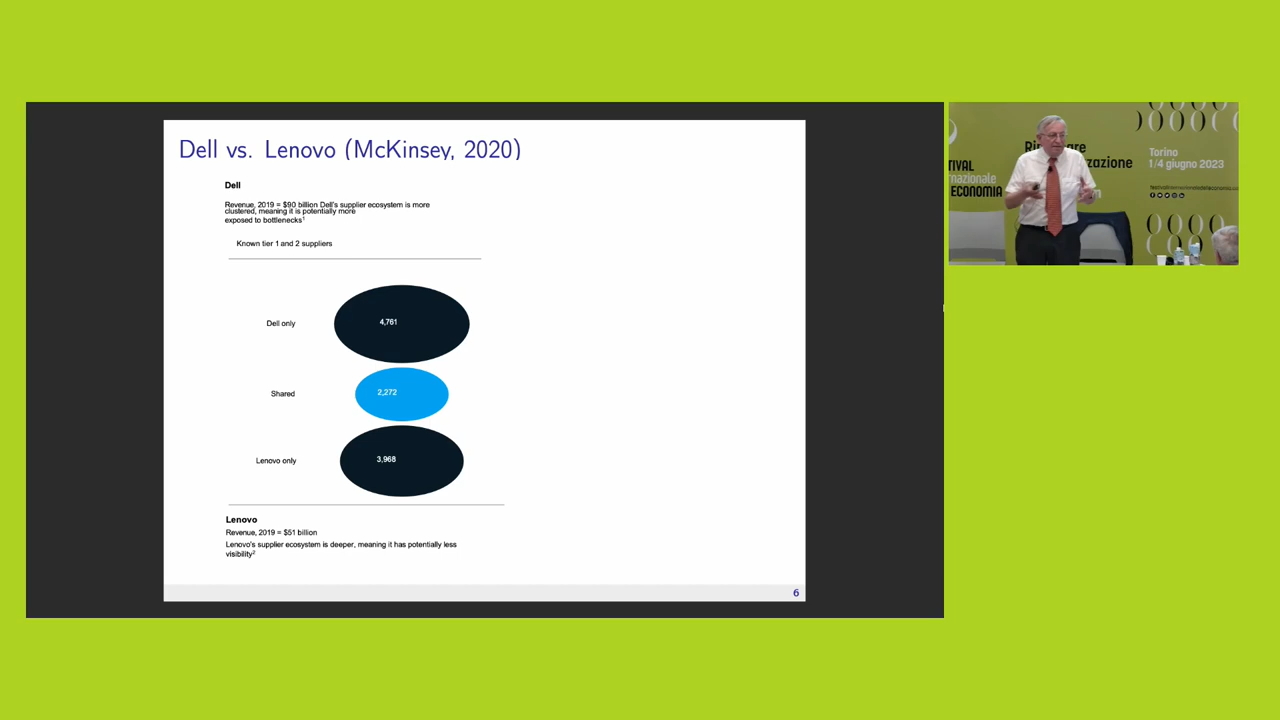 Dell vs. Lenovo (McKinsey, 2020)
Dell
Revenue, 2019 = $90 billion Dell's supplier ecosystem is more
clustered, meaning it is potentially more
exposed to bottlenecks1
Known tier 1 and 2 suppliers
Dell only
4,761
Shared
2,272
Lenovo only
3,968
Lenovo
Revenue, 2019 = $51 billion
Lenovo's supplier ecosystem is deeper, meaning it has potentially less
visibility2
6
Torino
1/4 giugno 2023
ECONOMIA